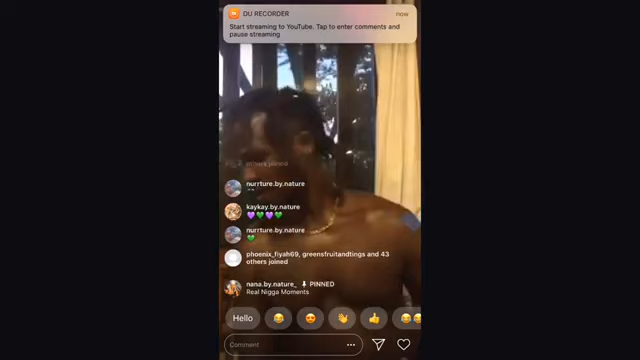 DU RECORDER
now
Start streaming to YouTube. Tap to enter comments and
pause streaming
others joined
nurrture.by.nature
kaykay.by.nature
💜💚💜💚
nurrture.by.nature
💚
phoenix_fiyah69, greensfruitandtings and 43
others joined
nana.by.nature_ PINNED
Real Nigga Moments
Hello 😂 😍 👋 👍 😂😂
Comment